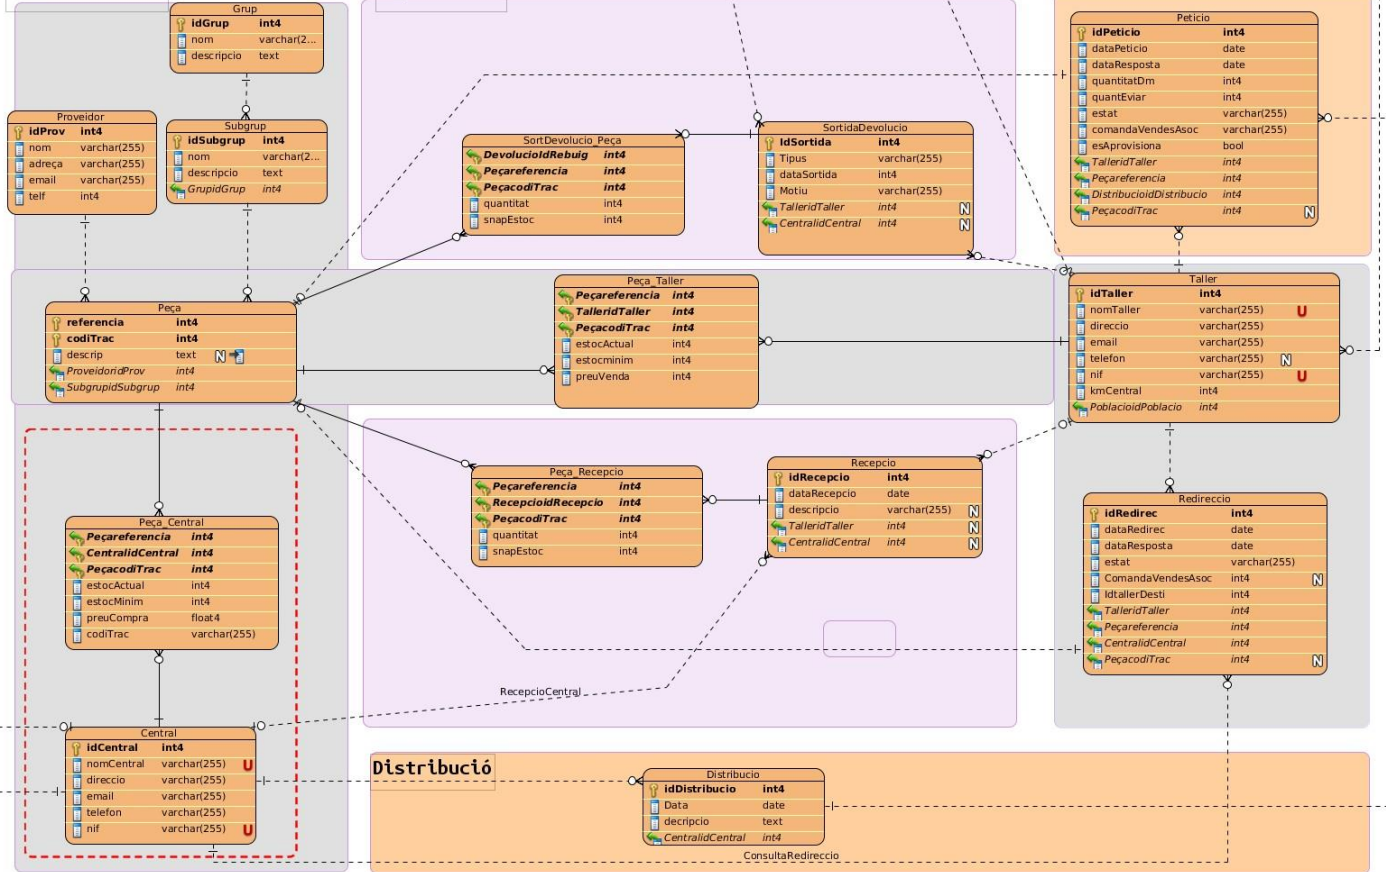 Grup
idGrup int4
nom varchar(2...
descripcio text
Proveidor
idProv int4
nom varchar(255)
adreça varchar(255)
email varchar(255)
telf int4
Subgrup
idSubgrup int4
nom varchar(2...
descripcio text
GrupidGrup int4
SortDevolucio_Peça
DevolucioIdRebuig int4
Peçareferencia int4
PeçacodiTrac int4
quantitat int4
snapEstoc int4
SortidaDevolucio
IdSortida int4
Tipus varchar(255)
dataSortida int4
Motiu varchar(255)
TalleridTaller int4 N
CentralidCentral int4 N
Peticio
idPeticio int4
dataPeticio date
dataResposta date
quantitatDm int4
quantEviar int4
estat varchar(255)
comandaVendesAsoc varchar(255)
esAprovisiona bool
TalleridTaller int4
Peçareferencia int4
DistribucioidDistribucio int4
PeçacodiTrac int4 N
Peça
referencia int4
codiTrac int4
descrip text N
ProveidoridProv int4
SubgrupidSubgrup int4
Peça_Taller
Peçareferencia int4
TalleridTaller int4
PeçacodiTrac int4
estocActual int4
estocminim int4
preuVenda int4
Taller
idTaller int4
nomTaller varchar(255) U
direccio varchar(255)
email varchar(255)
telefon varchar(255) N
nif varchar(255) U
kmCentral int4
PoblacioidPoblacio int4
Peça_Central
Peçareferencia int4
CentralidCentral int4
PeçacodiTrac int4
estocActual int4
estocMinim int4
preuCompra float4
codiTrac varchar(255)
Peça_Recepcio
Peçareferencia int4
RecepcioidRecepcio int4
PeçacodiTrac int4
quantitat int4
snapEstoc int4
Recepcio
idRecepcio int4
dataRecepcio date
descripcio varchar(255) N
TalleridTaller int4 N
CentralidCentral int4 N
Redireccio
idRedirec int4
dataRedirec date
dataResposta date
estat varchar(255)
ComandaVendesAsoc int4 N
IdtallerDesti int4
TalleridTaller int4
Peçareferencia int4
CentralidCentral int4
PeçacodiTrac int4 N
RecepcioCentral
Central
idCentral int4
nomCentral varchar(255) U
direccio varchar(255)
email varchar(255)
telefon varchar(255)
nif varchar(255) U
Distribució
Distribucio
idDistribucio int4
Data date
decripcio text
CentralidCentral int4
ConsultaRedireccio